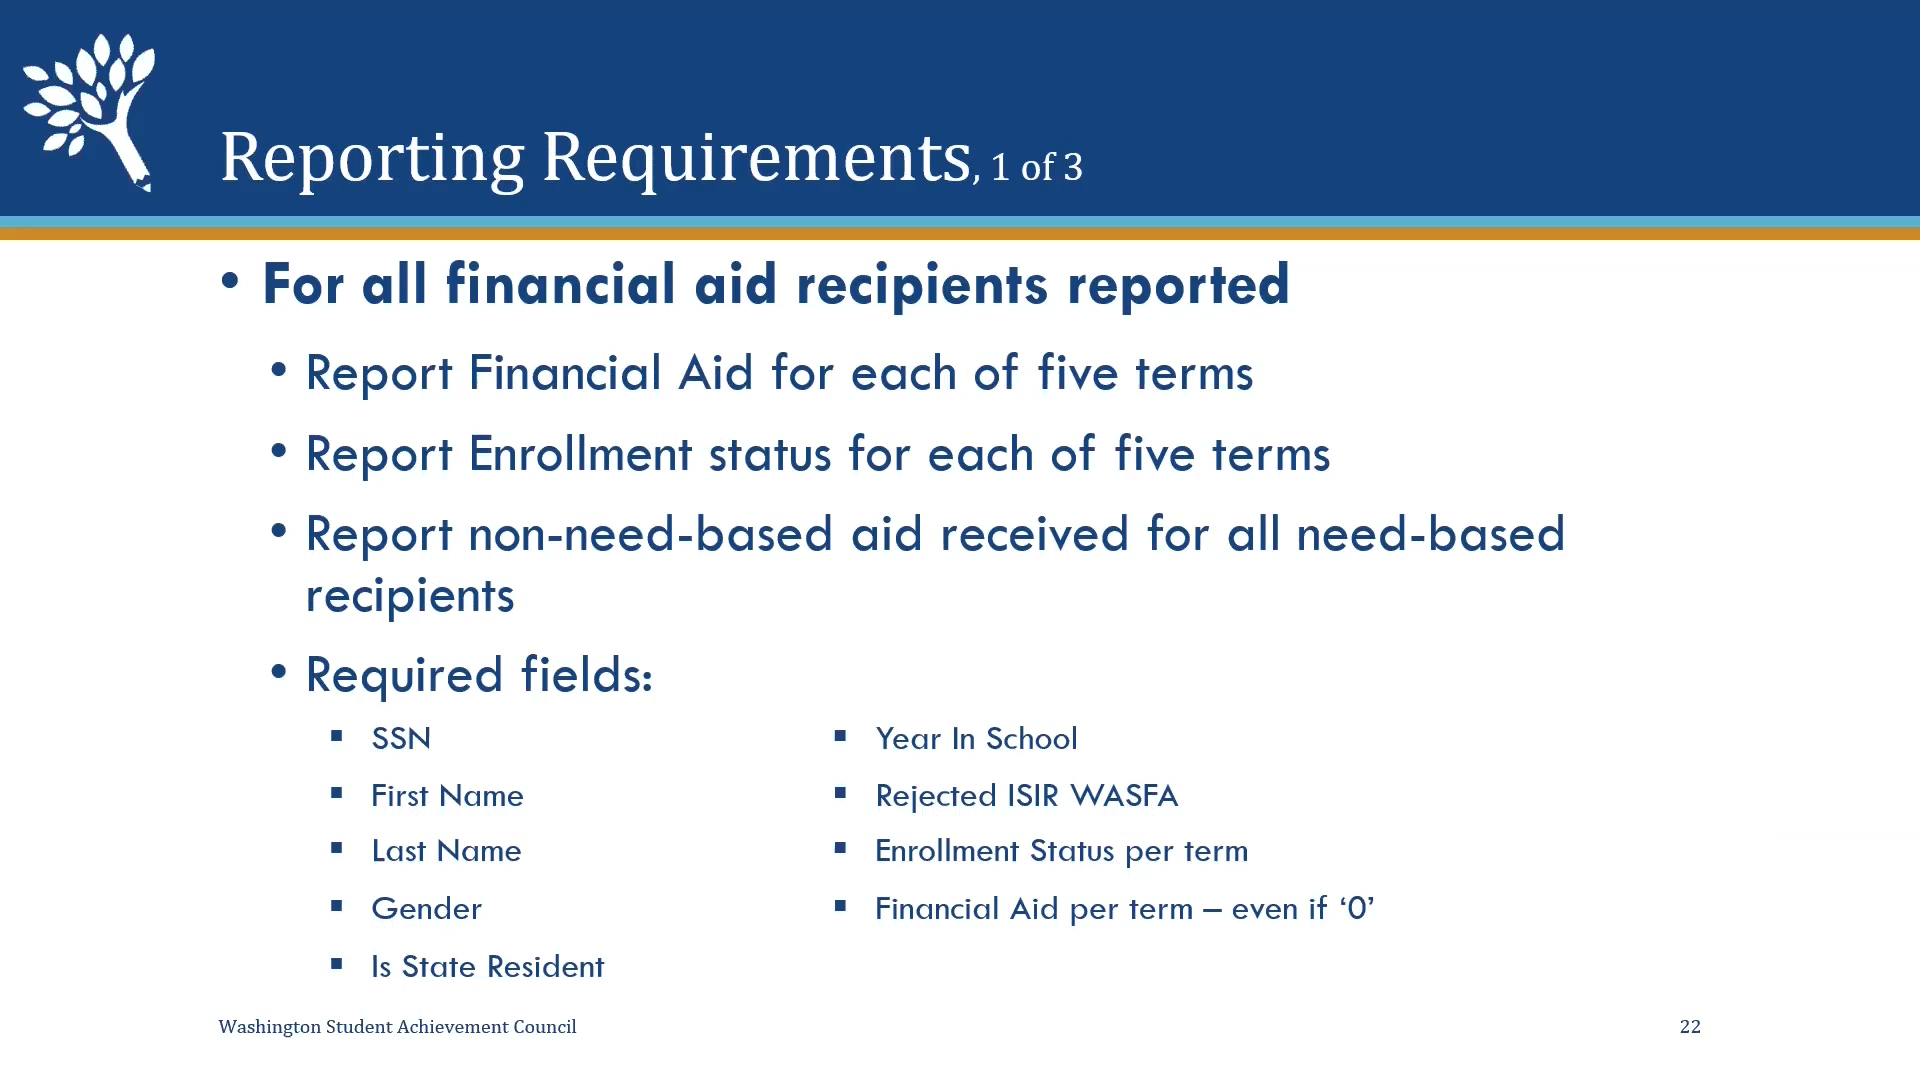 Reporting Requirements, 1 of 3
• For all financial aid recipients reported
• Report Financial Aid for each of five terms
• Report Enrollment status for each of five terms
• Report non-need-based aid received for all need-based
recipients
• Required fields:
▪ SSN
▪ First Name
▪ Last Name
▪ Gender
▪ Is State Resident
▪ Year In School
▪ Rejected ISIR WASFA
▪ Enrollment Status per term
▪ Financial Aid per term – even if ‘0’
Washington Student Achievement Council
22